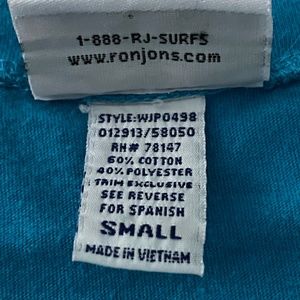 1-888-RJ-SURFS
www.ronjons.com
STYLE:WJP0498
012913/58050
RH# 78147
60% COTTON
40% POLYESTER
TRIM EXCLUSIVE
SEE REVERSE
FOR SPANISH
SMALL
MADE IN VIETNAM